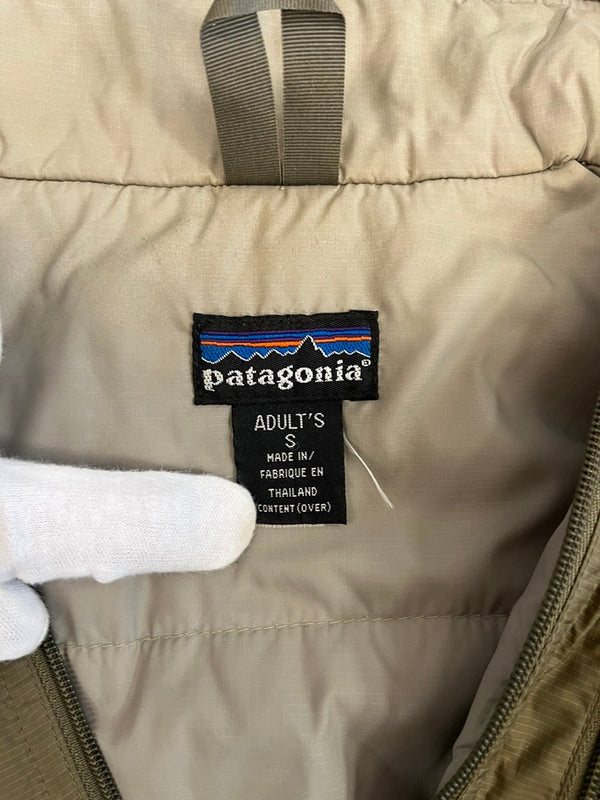 patagonia®
ADULT'S
S
MADE IN/
FABRIQUE EN
THAILAND
CONTENT (OVER)